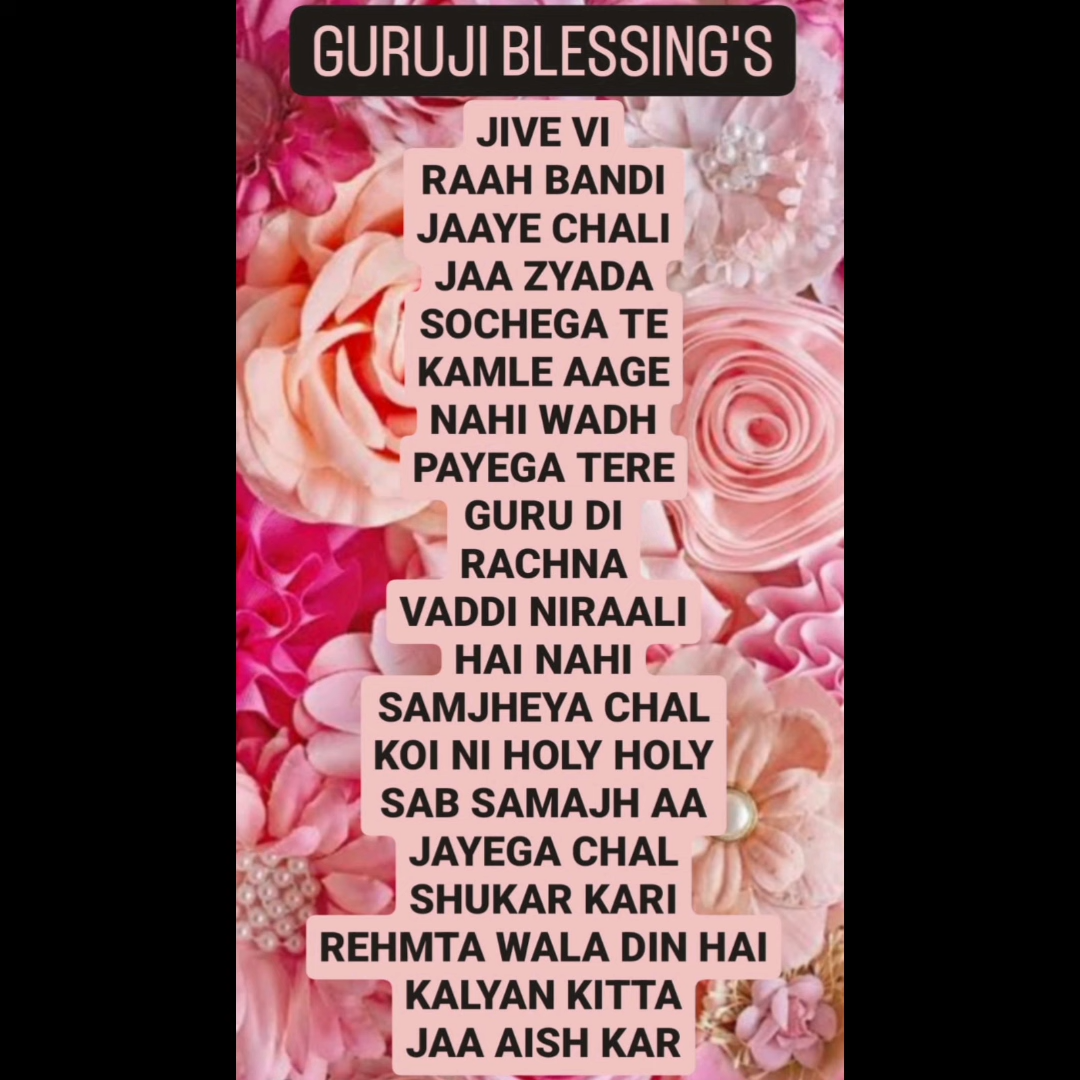 GURUJI BLESSING'S
JIVE VI
RAAH BANDI
JAAYE CHALI
JAA ZYADA
SOCHEGA TE
KAMLE AAGE
NAHI WADH
PAYEGA TERE
GURU DI
RACHNA
VADDI NIRAALI
HAI NAHI
SAMJHEYA CHAL
KOI NI HOLY HOLY
SAB SAMAJH AA
JAYEGA CHAL
SHUKAR KARI
REHMTA WALA DIN HAI
KALYAN KITTA
JAA AISH KAR